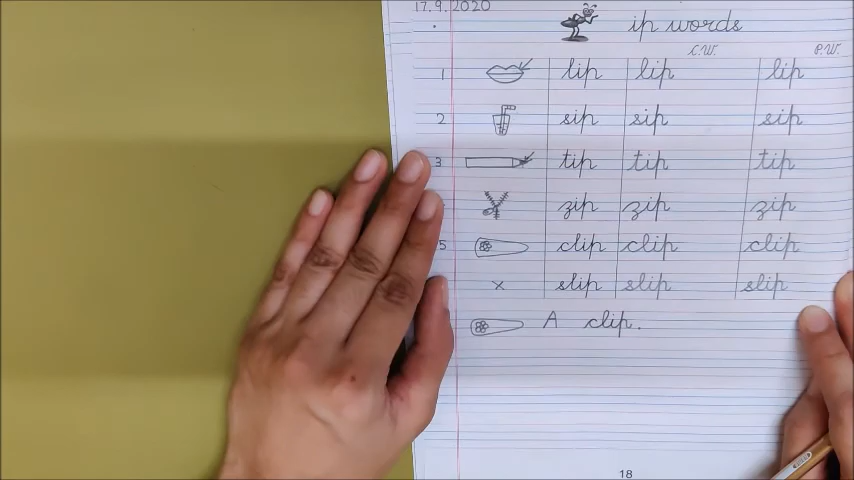 17.9.2020
ip words
C.W. P.W.
1 lip lip lip
2 sip sip sip
3 tip tip tip
zip zip zip
5 clip clip clip
x slip slip slip
A clip.
18